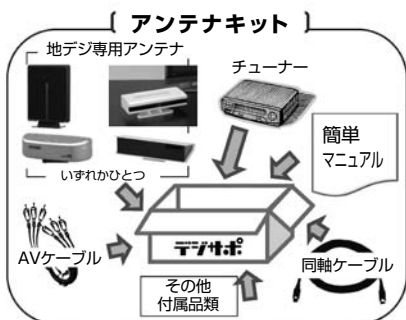 アンテナキット
地デジ専用アンテナ
チューナー
簡単
マニュアル
いずれかひとつ
デジサポ
AVケーブル
同軸ケーブル
その他
付属品類